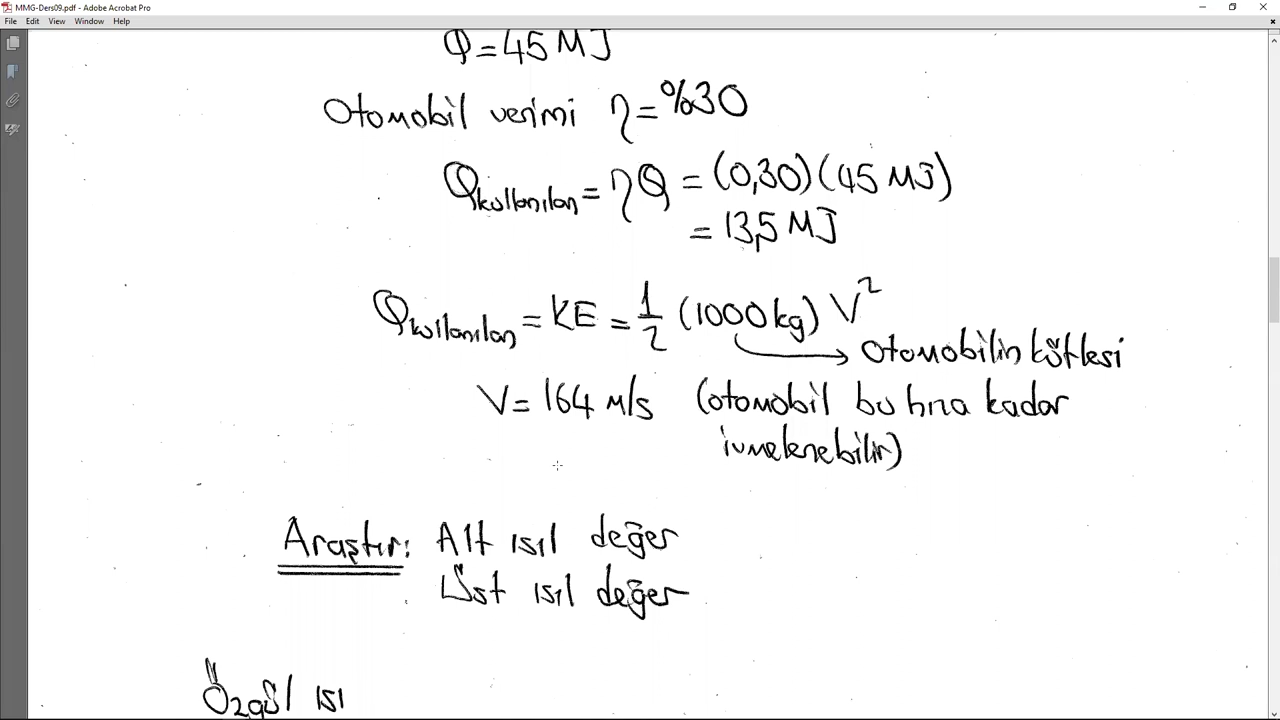 MMG-Ders09.pdf - Adobe Acrobat Pro
File Edit View Window Help
Q = 45 MJ
Otomobil verimi η = %30
Qkullanılan = ηQ = (0,30)(45 MJ)
= 13,5 MJ
Qkullanılan = KE = 1/2 (1000 kg) V²
Otomobilin kütlesi
V = 164 m/s (otomobil bu hıza kadar
ivmelenebilir)
Araştır: Alt ısıl değer
Üst ısıl değer
Özgül ısı